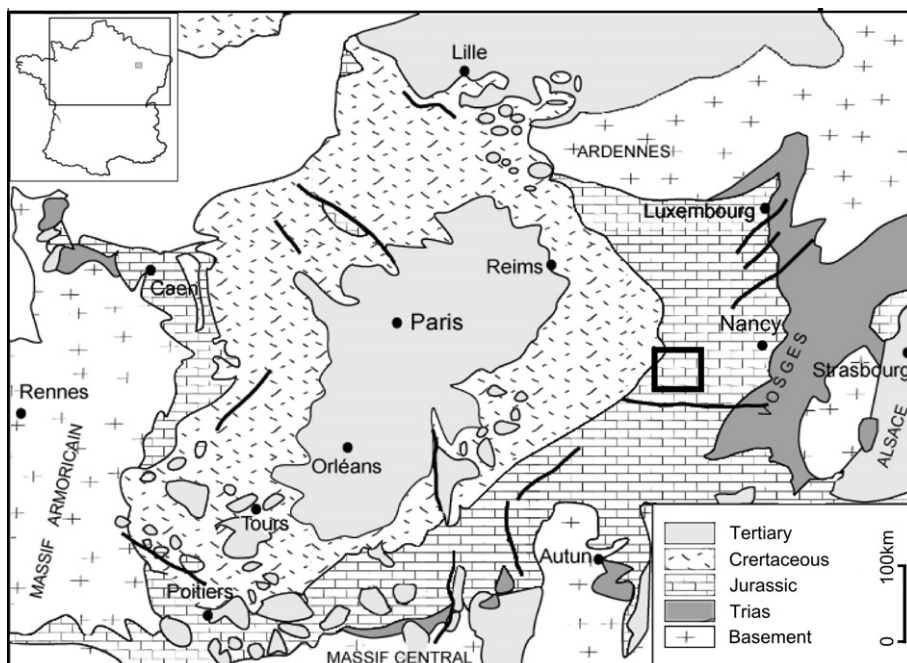 Lille
ARDENNES
Luxembourg
Reims
Caen
Paris
Nancy
VOSGES
Strasbourg
ALSACE
Rennes
MASSIF ARMORICAIN
Orléans
Tours
Autun
Poitiers
MASSIF CENTRAL
Tertiary
Crertaceous
Jurassic
Trias
Basement
100km
0